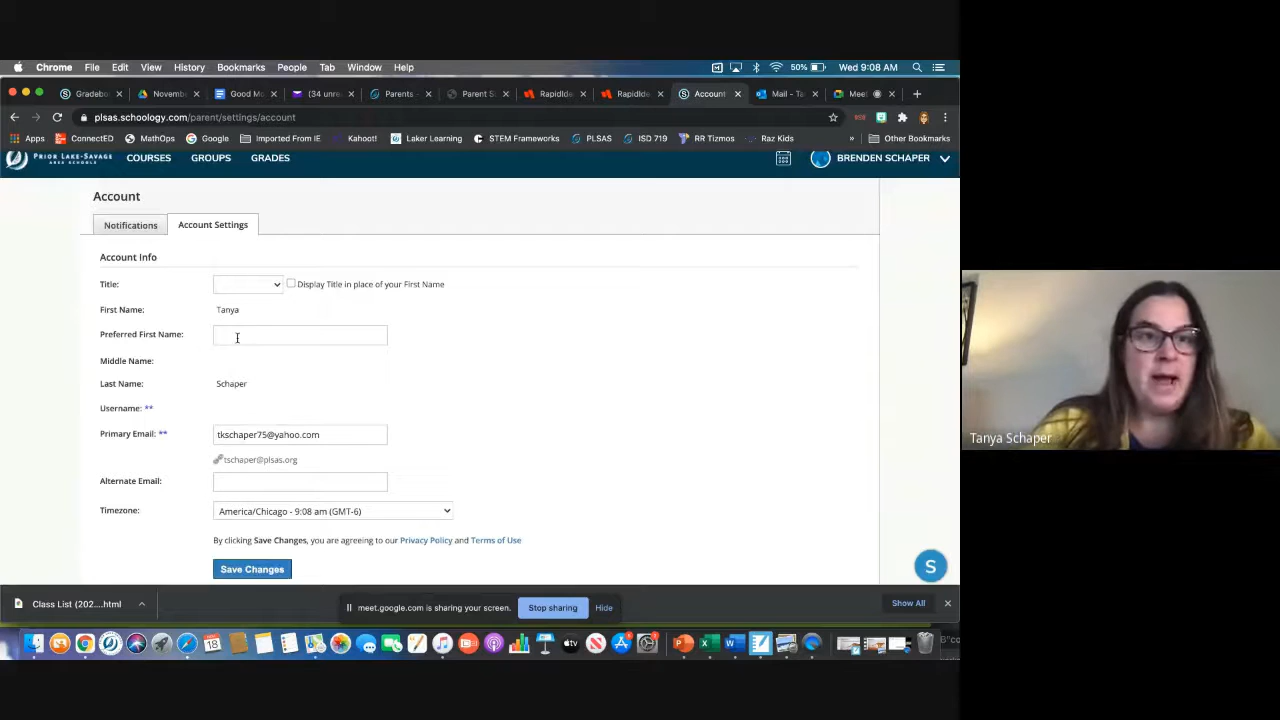 Chrome File Edit View History Bookmarks People Tab Window Help 50% Wed 9:08 AM
Gradebo Novemb Good Mo (34 unre Parents - Parent S RapidIde RapidIde Account Mail - Ta Meet
plsas.schoology.com/parent/settings/account
Apps ConnectED MathOps Google Imported From IE Kahoot! Laker Learning STEM Frameworks PLSAS ISD 719 RR Tizmos Raz Kids » Other Bookmarks
PRIOR LAKE-SAVAGE
AREA SCHOOLS
COURSES GROUPS GRADES BRENDEN SCHAPER
Account
Notifications Account Settings
Account Info
Title: Display Title in place of your First Name
First Name: Tanya
Preferred First Name:
Middle Name:
Last Name: Schaper
Username: **
Primary Email: ** tkschaper75@yahoo.com
tschaper@plsas.org
Alternate Email:
Timezone: America/Chicago - 9:08 am (GMT-6)
By clicking Save Changes, you are agreeing to our Privacy Policy and Terms of Use
Save Changes
S
Class List (202....html meet.google.com is sharing your screen. Stop sharing Hide Show All
Tanya Schaper